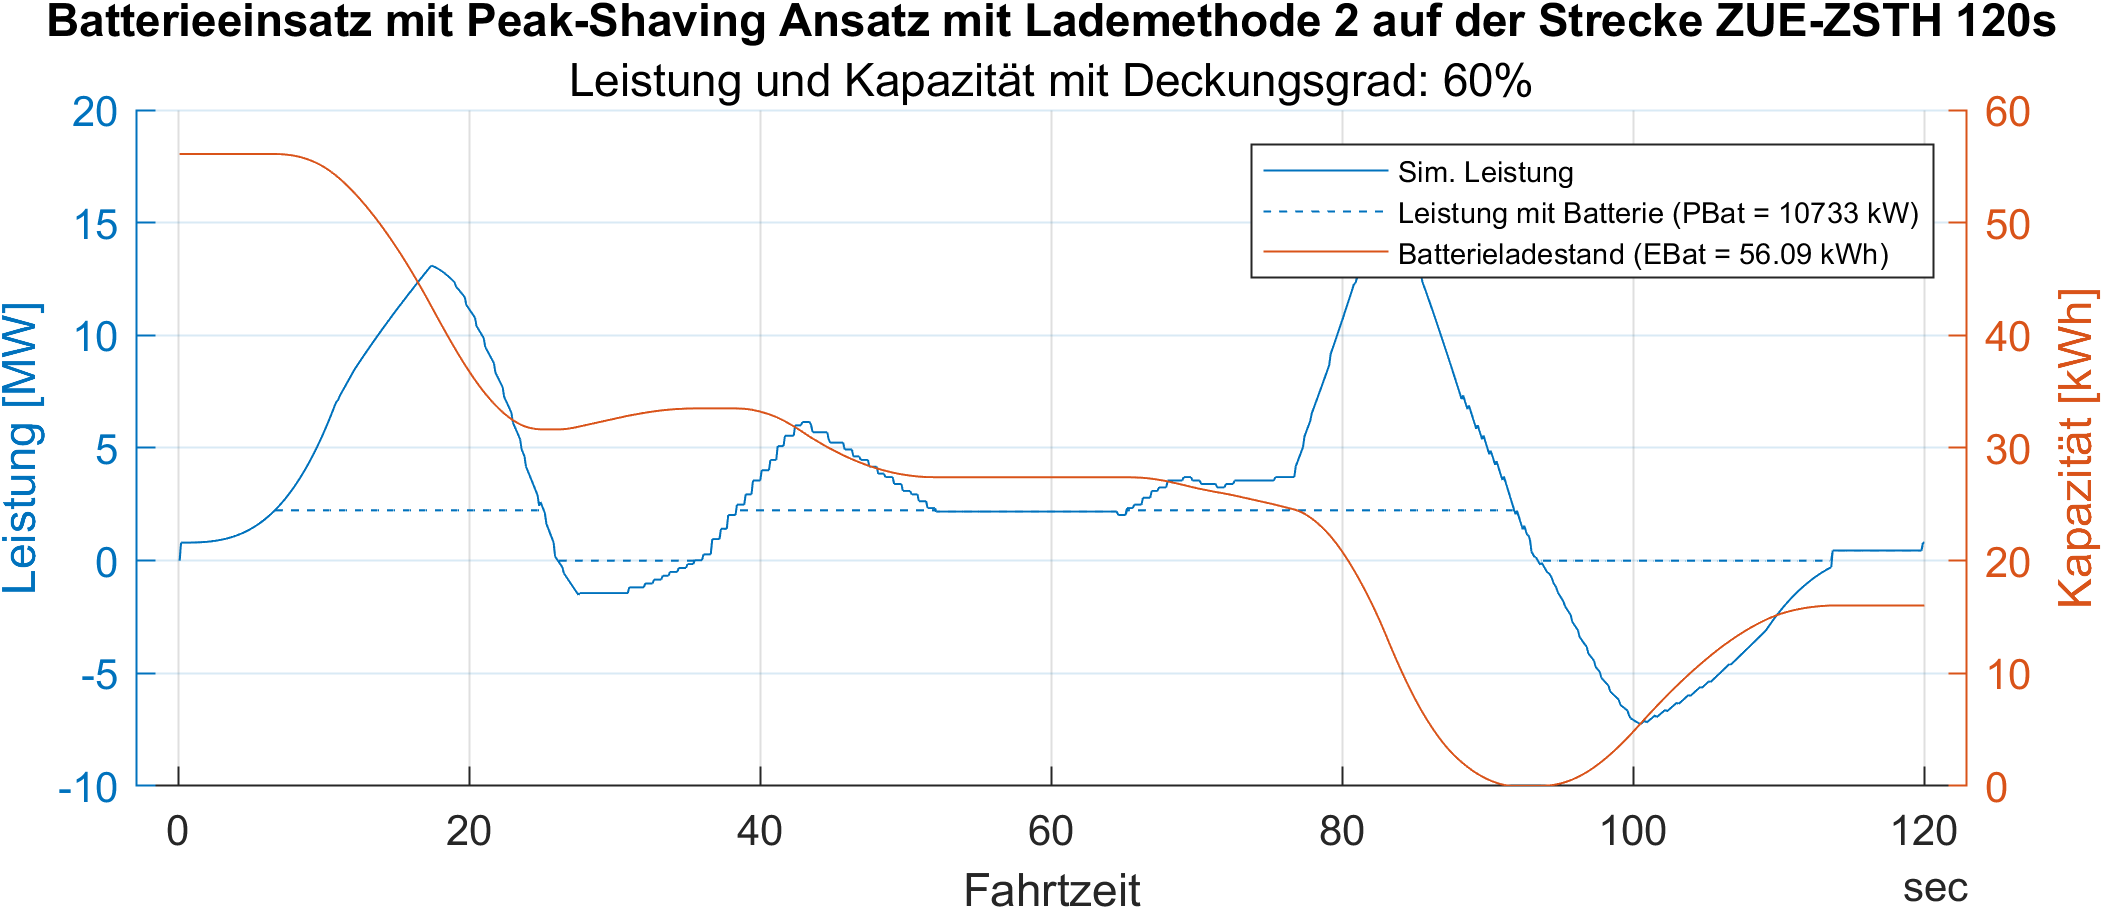 Batterieeinsatz mit Peak-Shaving Ansatz mit Lademethode 2 auf der Strecke ZUE-ZSTH 120s
Leistung und Kapazität mit Deckungsgrad: 60%
Leistung [MW]
20
15
10
5
0
-5
-10
Sim. Leistung
Leistung mit Batterie (PBat = 10733 kW)
Batterieladestand (EBat = 56.09 kWh)
60
50
40
30
20
10
0
Kapazität [kWh]
0 20 40 60 80 100 120
Fahrtzeit
sec